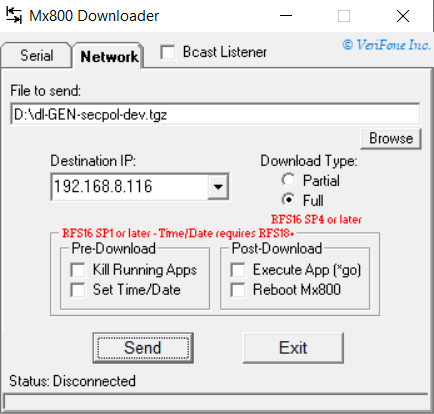 Mx800 Downloader
Serial
Network
Bcast Listener
© VeriFone Inc.
File to send:
D:\dl-GEN-secpol-dev.tgz
Browse
Destination IP:
192.168.8.116
Download Type:
Partial
Full
RFS16 SP4 or later
RFS16 SP1 or later - Time/Date requires RFS18+
Pre-Download
Kill Running Apps
Set Time/Date
Post-Download
Execute App (*go)
Reboot Mx800
Send
Exit
Status: Disconnected